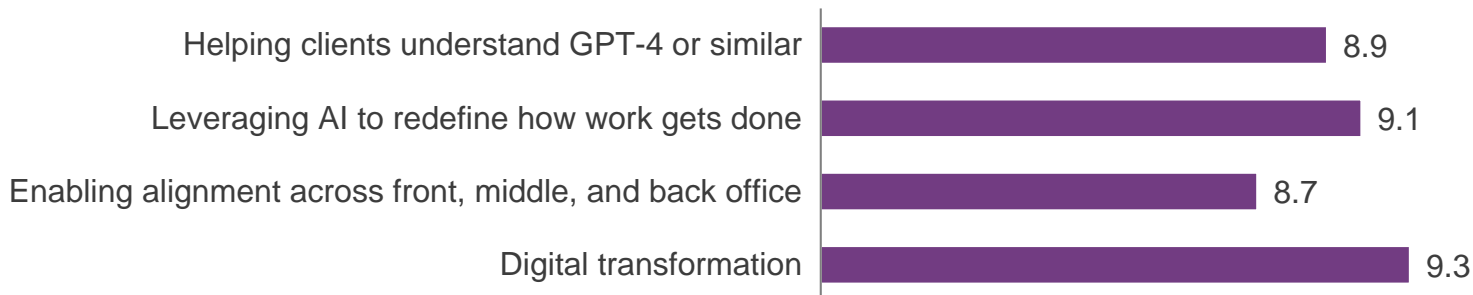 Helping clients understand GPT-4 or similar 8.9
Leveraging AI to redefine how work gets done 9.1
Enabling alignment across front, middle, and back office 8.7
Digital transformation 9.3